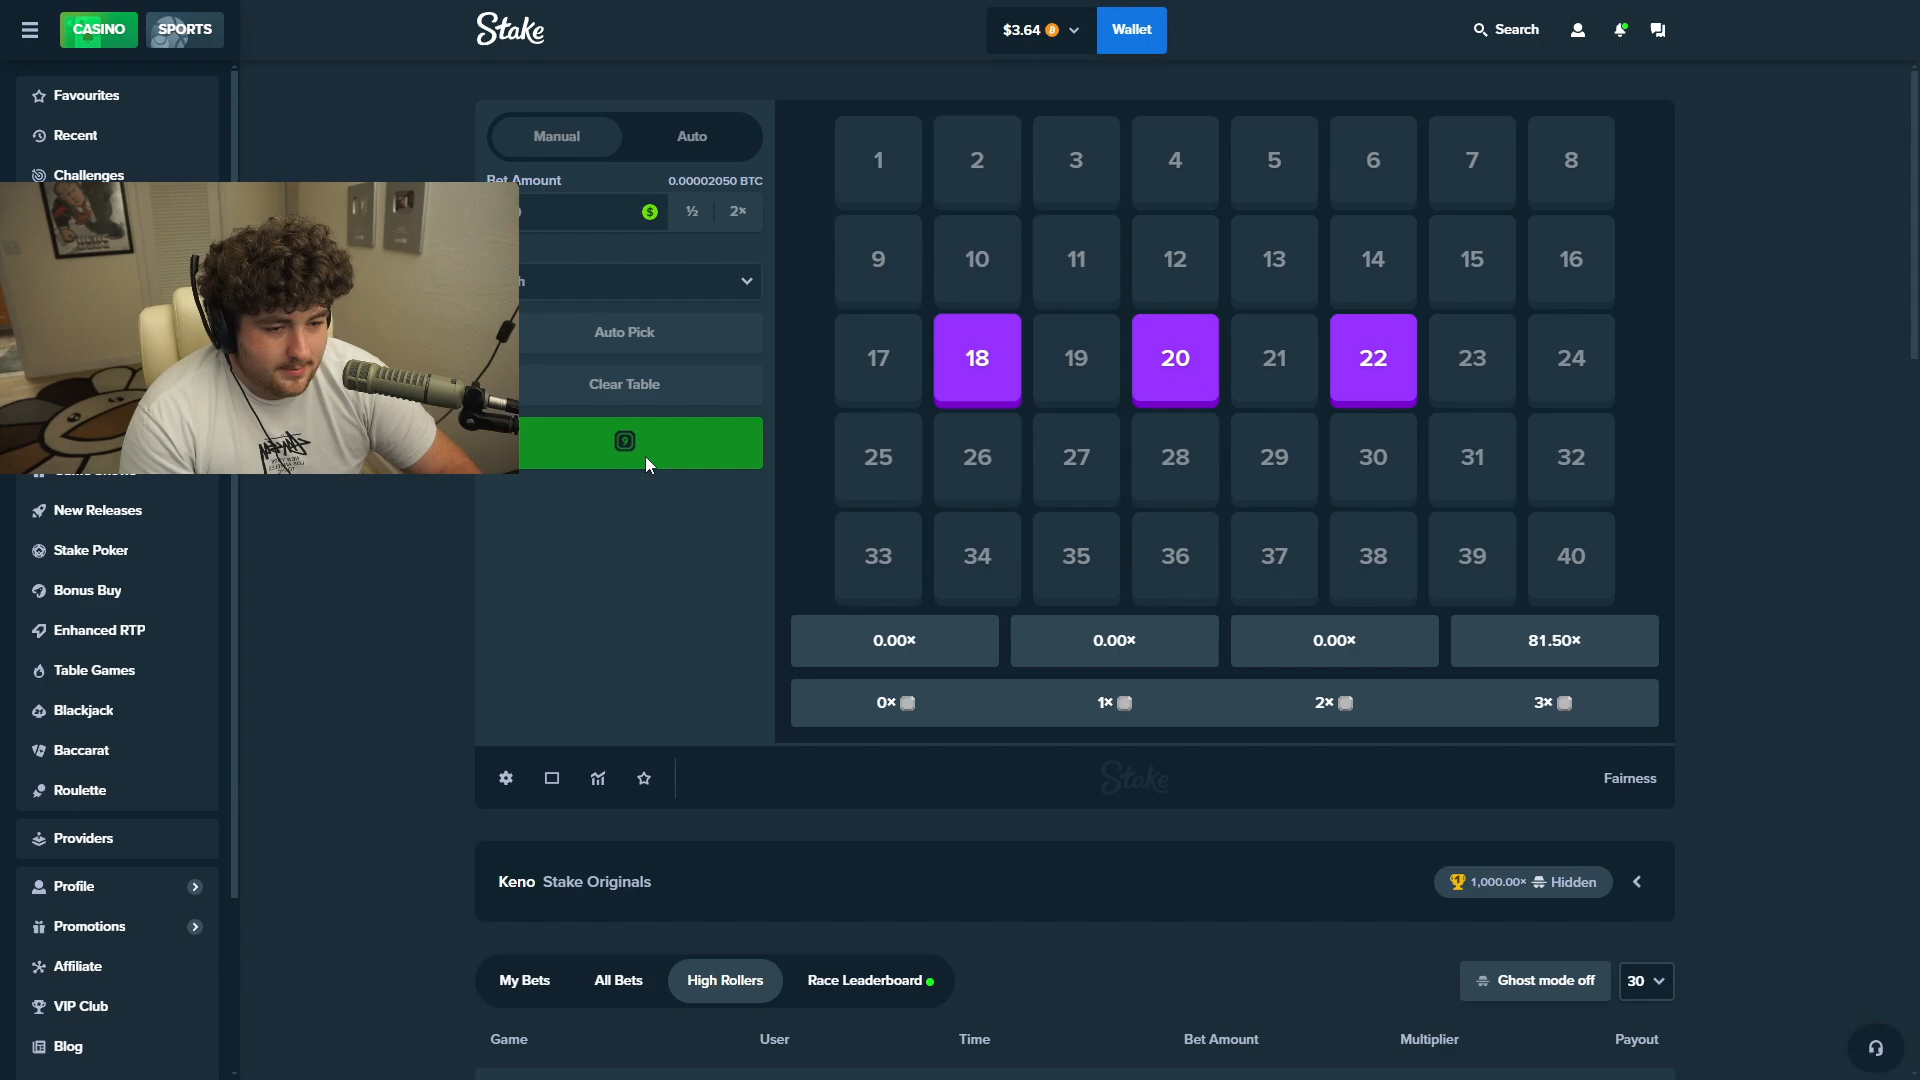 CASINO
SPORTS
Stake
$3.64
Wallet
Search
Favourites
Recent
Challenges
New Releases
Stake Poker
Bonus Buy
Enhanced RTP
Table Games
Blackjack
Baccarat
Roulette
Providers
Profile
Promotions
Affiliate
VIP Club
Blog
Manual
Auto
Bet Amount
0.00002050 BTC
½
2×
Auto Pick
Clear Table
1 2 3 4 5 6 7 8
9 10 11 12 13 14 15 16
17 18 19 20 21 22 23 24
25 26 27 28 29 30 31 32
33 34 35 36 37 38 39 40
0.00× 0.00× 0.00× 81.50×
0× 1× 2× 3×
Stake
Fairness
Keno Stake Originals
1,000.00× Hidden
My Bets
All Bets
High Rollers
Race Leaderboard
Ghost mode off
30
Game User Time Bet Amount Multiplier Payout